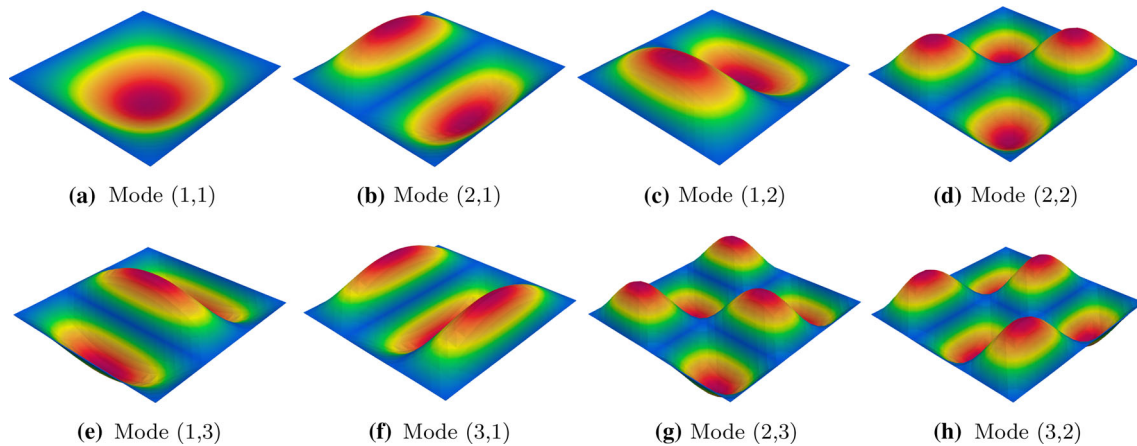 (a) Mode (1,1)
(b) Mode (2,1)
(c) Mode (1,2)
(d) Mode (2,2)
(e) Mode (1,3)
(f) Mode (3,1)
(g) Mode (2,3)
(h) Mode (3,2)